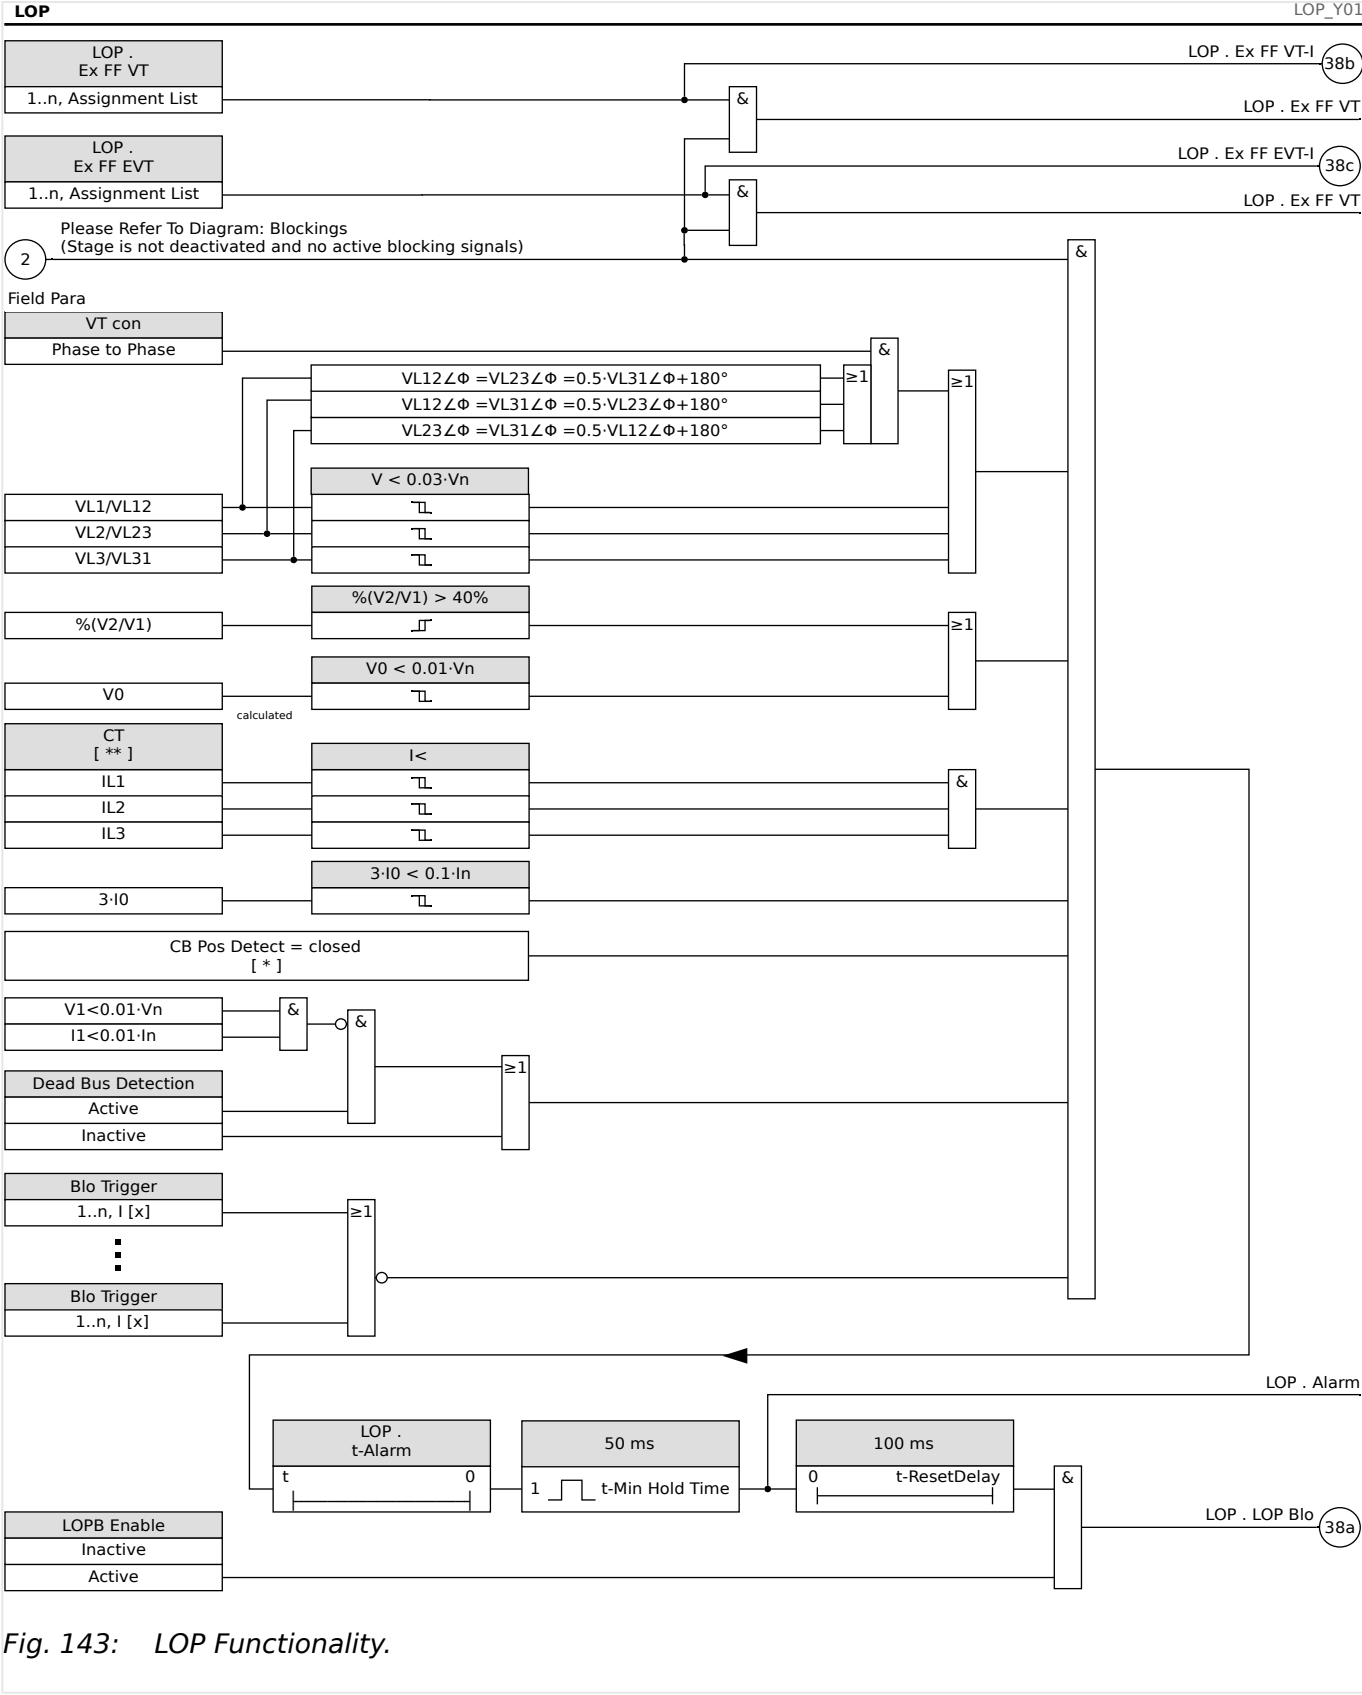 LOP
LOP_Y01
LOP .
Ex FF VT
1..n, Assignment List
&
LOP . Ex FF VT-I
38b
LOP . Ex FF VT
LOP .
Ex FF EVT
1..n, Assignment List
&
LOP . Ex FF EVT-I
38c
LOP . Ex FF VT
Please Refer To Diagram: Blockings
(Stage is not deactivated and no active blocking signals)
2
&
Field Para
VT con
Phase to Phase
&
VL12∠Φ =VL23∠Φ =0.5·VL31∠Φ+180°
≥1
≥1
VL12∠Φ =VL31∠Φ =0.5·VL23∠Φ+180°
VL23∠Φ =VL31∠Φ =0.5·VL12∠Φ+180°
V < 0.03·Vn
VL1/VL12
VL2/VL23
VL3/VL31
%(V2/V1) > 40%
%(V2/V1)
≥1
V0 < 0.01·Vn
V0
calculated
CT
[ ** ]
I<
IL1
&
IL2
IL3
3·I0 < 0.1·In
3·I0
CB Pos Detect = closed
[ * ]
V1<0.01·Vn
&
&
I1<0.01·In
≥1
Dead Bus Detection
Active
Inactive
Blo Trigger
1..n, I [x]
≥1
Blo Trigger
1..n, I [x]
LOP . Alarm
LOP .
t-Alarm
50 ms
100 ms
t 0
1 t-Min Hold Time
0 t-ResetDelay
&
LOPB Enable
Inactive
Active
LOP . LOP Blo
38a
Fig. 143: LOP Functionality.